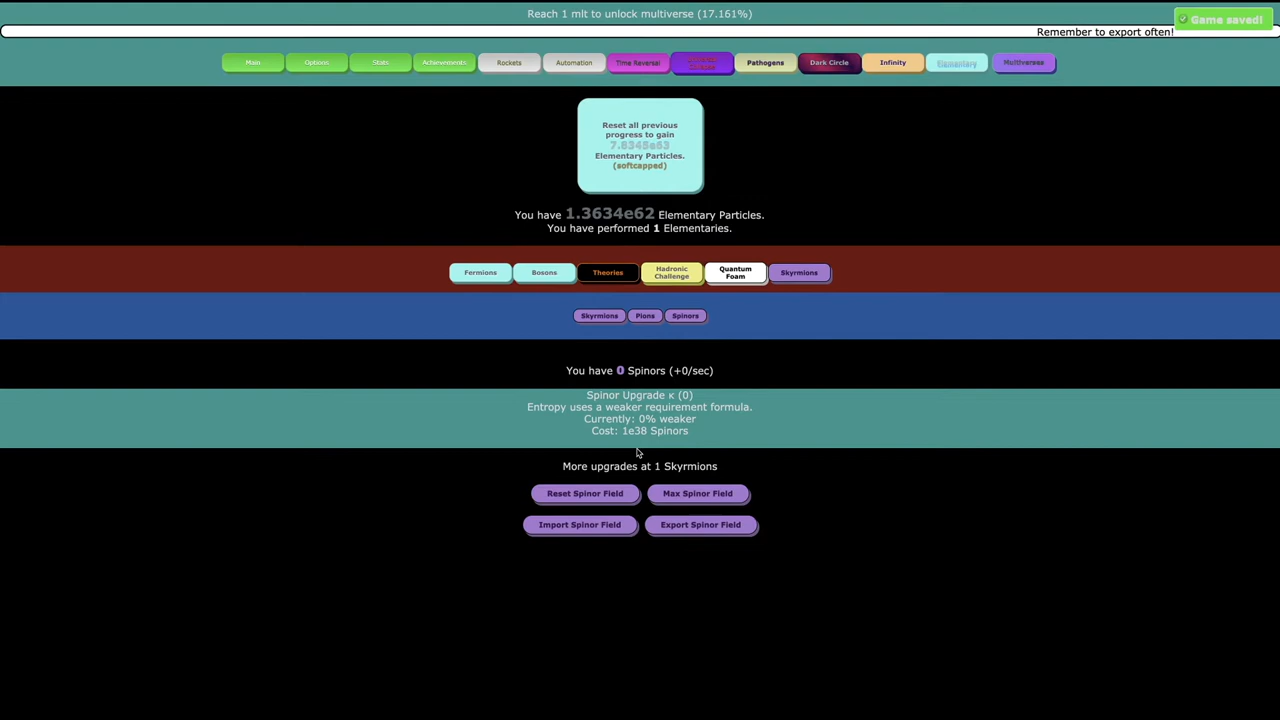 Reach 1 mlt to unlock multiverse (17.161%)
Game saved!
Remember to export often!
Main
Options
Stats
Achievements
Rockets
Automation
Time Reversal
Pathogens
Dark Circle
Infinity
Elementary
Multiverses
Reset all previous
progress to gain
7.8345e63
Elementary Particles.
(softcapped)
You have 1.3634e62 Elementary Particles.
You have performed 1 Elementaries.
Fermions
Bosons
Theories
Hadronic
Challenge
Quantum
Foam
Skyrmions
Skyrmions
Pions
Spinors
You have 0 Spinors (+0/sec)
Spinor Upgrade κ (0)
Entropy uses a weaker requirement formula.
Currently: 0% weaker
Cost: 1e38 Spinors
More upgrades at 1 Skyrmions
Reset Spinor Field
Max Spinor Field
Import Spinor Field
Export Spinor Field